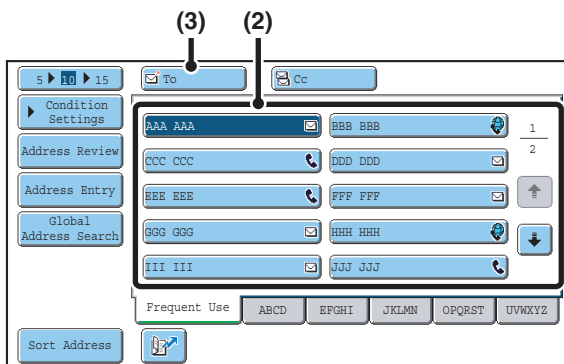 (3) (2)
5 10 15
To
Cc
Condition
Settings
Address Review
Address Entry
Global
Address Search
AAA AAA
BBB BBB
CCC CCC
DDD DDD
EEE EEE
FFF FFF
GGG GGG
HHH HHH
III III
JJJ JJJ
1
2
Frequent Use
ABCD
EFGHI
JKLMN
OPQRST
UVWXYZ
Sort Address